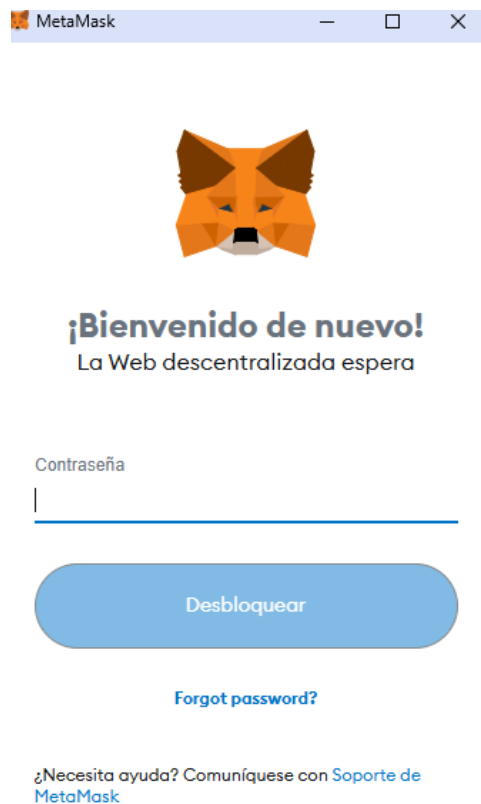 MetaMask
¡Bienvenido de nuevo!
La Web descentralizada espera
Contraseña
Desbloquear
Forgot password?
¿Necesita ayuda? Comuníquese con Soporte de
MetaMask